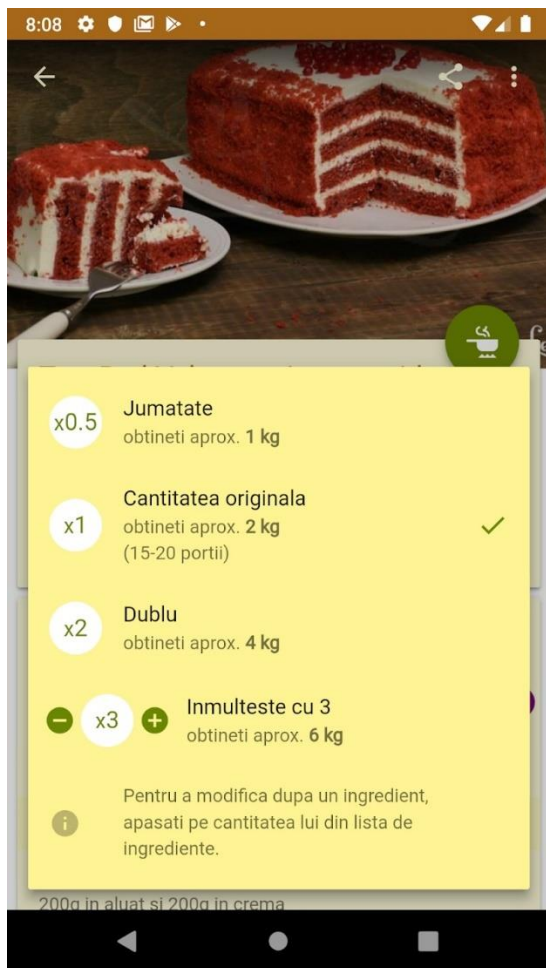 8:08
x0.5
Jumatate
obtineti aprox. 1 kg
x1
Cantitatea originala
obtineti aprox. 2 kg
(15-20 portii)
x2
Dublu
obtineti aprox. 4 kg
x3
Inmulteste cu 3
obtineti aprox. 6 kg
Pentru a modifica dupa un ingredient,
apasati pe cantitatea lui din lista de
ingrediente.
200g in aluat si 200g in crema